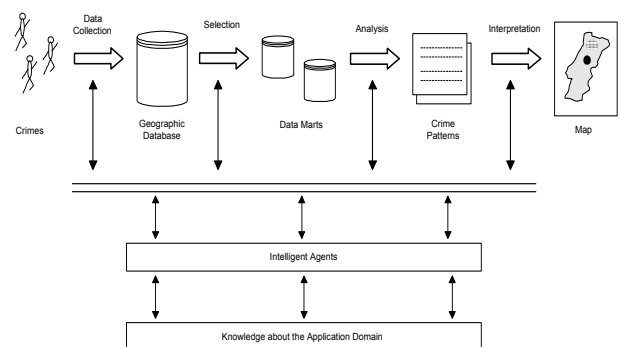 Data
Collection
Selection
Analysis
Interpretation
Crimes
Geographic
Database
Data Marts
Crime
Patterns
Map
Intelligent Agents
Knowledge about the Application Domain